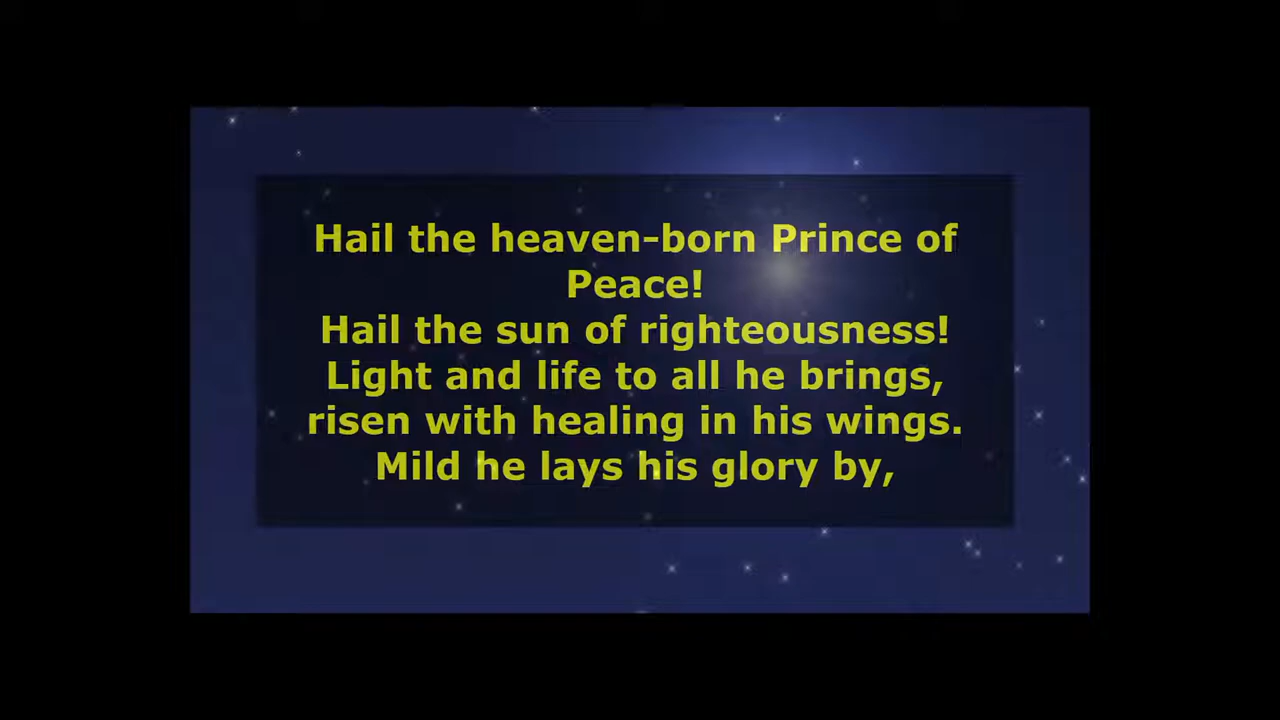 Hail the heaven-born Prince of
Peace!
Hail the sun of righteousness!
Light and life to all he brings,
risen with healing in his wings.
Mild he lays his glory by,